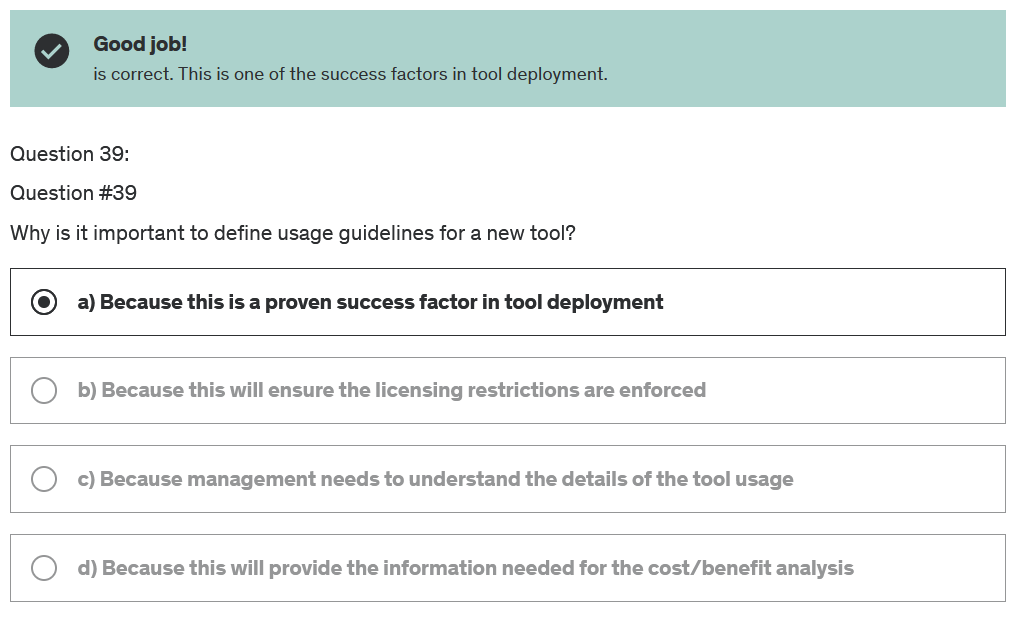 Good job!
is correct. This is one of the success factors in tool deployment.
Question 39:
Question #39
Why is it important to define usage guidelines for a new tool?
a) Because this is a proven success factor in tool deployment
b) Because this will ensure the licensing restrictions are enforced
c) Because management needs to understand the details of the tool usage
d) Because this will provide the information needed for the cost/benefit analysis